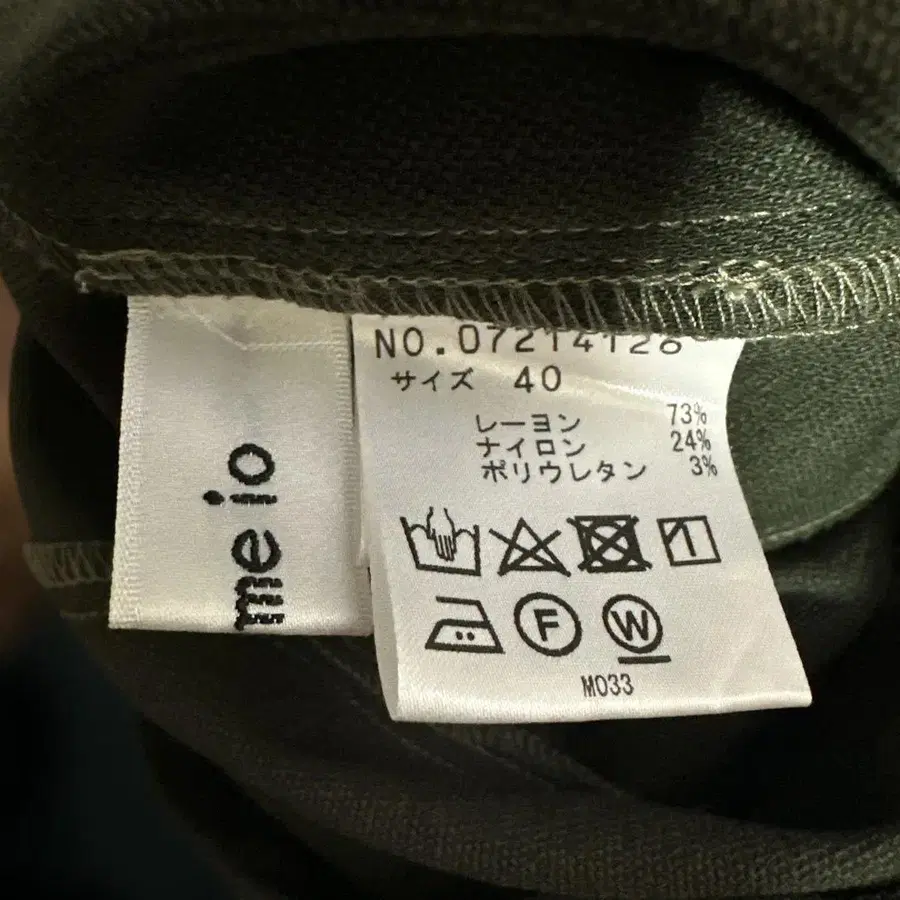 me io
NO.07214128
サイズ 40
レーヨン 73%
ナイロン 24%
ポリウレタン 3%
F W
M033